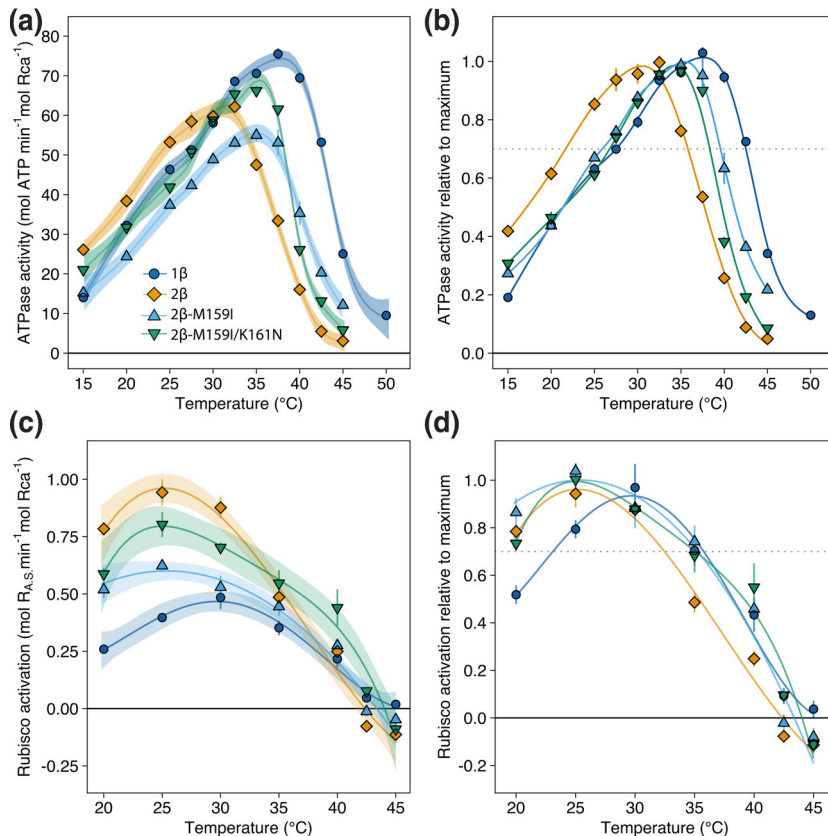 (a)
ATPase activity (mol ATP min⁻¹mol Rca⁻¹)
80
70
60
50
40
30
20
10
0
1β
2β
2β-M159I
2β-M159I/K161N
15 20 25 30 35 40 45 50
Temperature (°C)
(b)
ATPase activity relative to maximum
1.0
0.8
0.6
0.4
0.2
0.0
15 20 25 30 35 40 45 50
Temperature (°C)
(c)
Rubisco activation (mol R_A.S. min⁻¹mol Rca⁻¹)
1.00
0.75
0.50
0.25
0.00
-0.25
20 25 30 35 40 45
Temperature (°C)
(d)
Rubisco activation relative to maximum
1.0
0.8
0.6
0.4
0.2
0.0
-0.2
20 25 30 35 40 45
Temperature (°C)